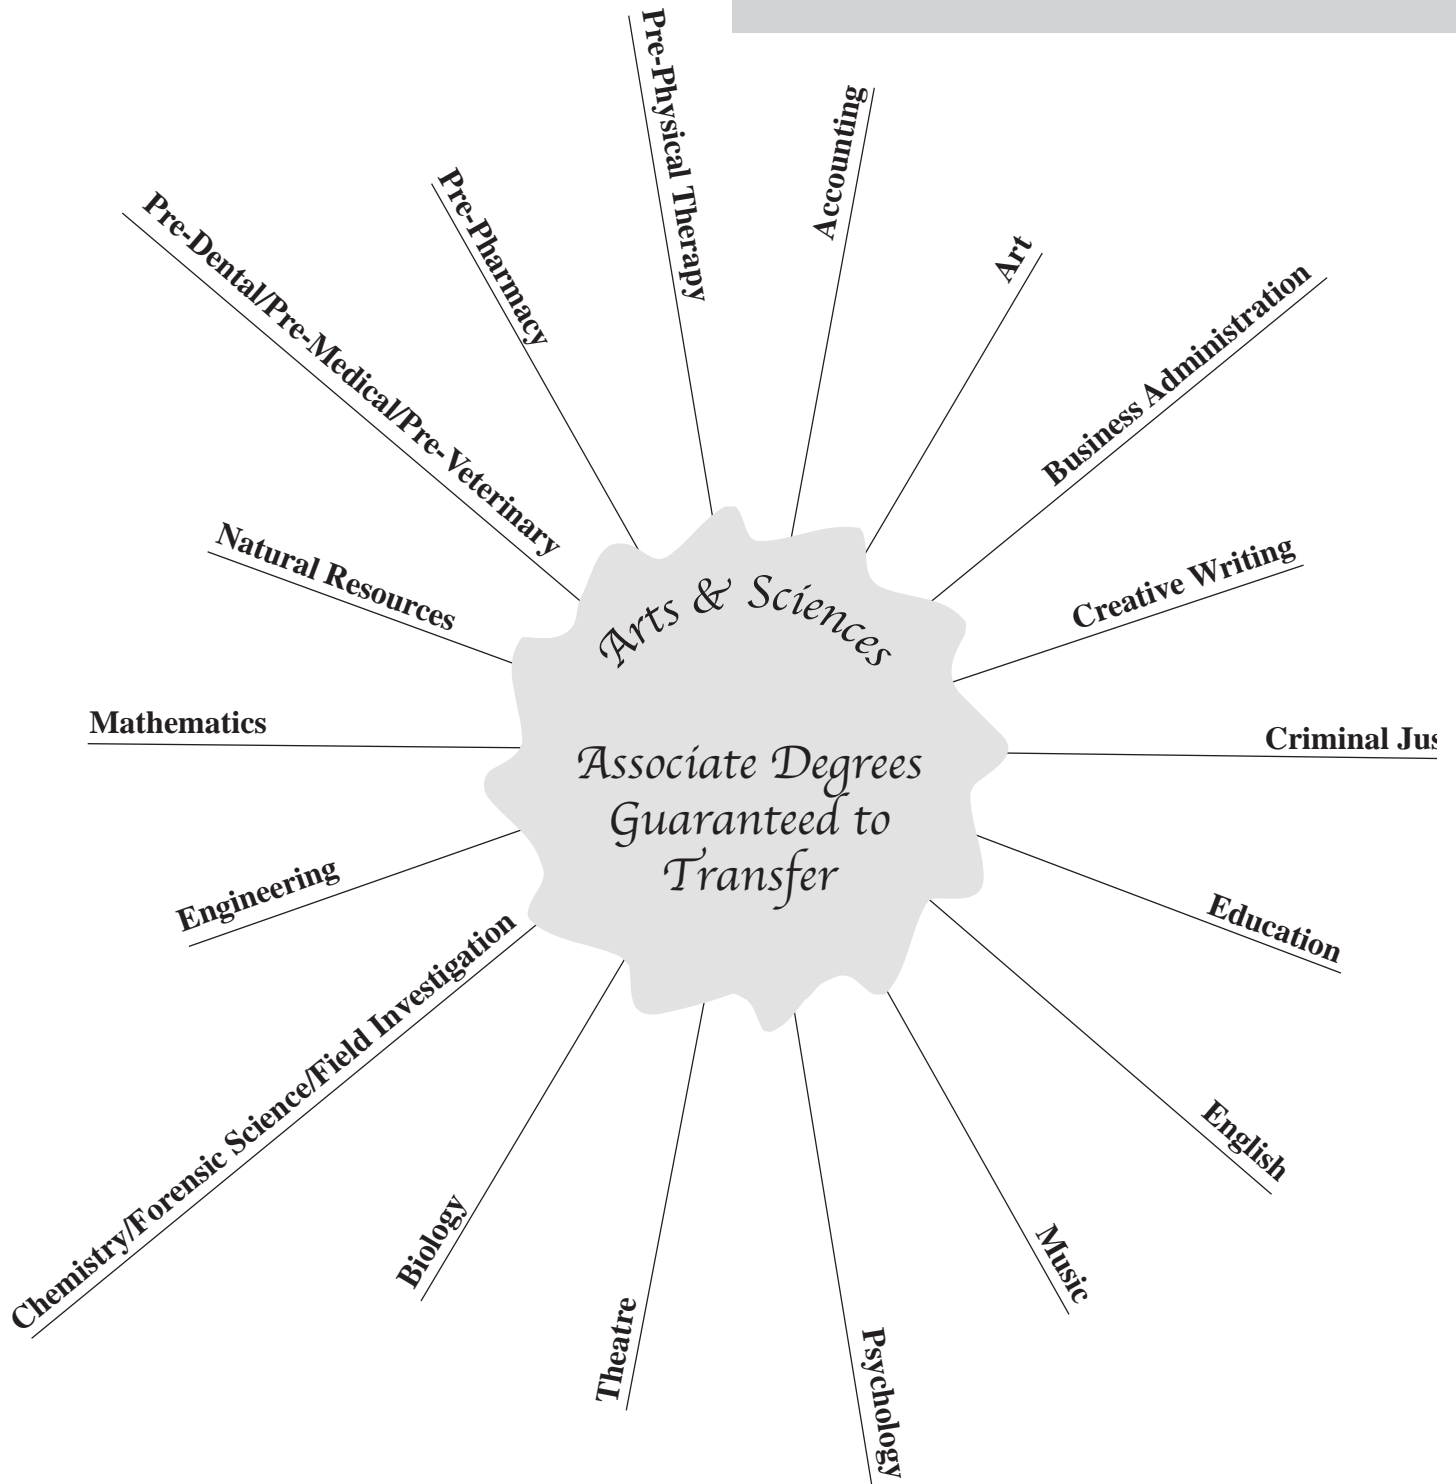 Arts & Sciences
Associate Degrees
Guaranteed to
Transfer
Pre-Physical Therapy
Accounting
Art
Business Administration
Creative Writing
Criminal Jus
Education
English
Music
Psychology
Theatre
Biology
Chemistry/Forensic Science/Field Investigation
Engineering
Mathematics
Natural Resources
Pre-Dental/Pre-Medical/Pre-Veterinary
Pre-Pharmacy